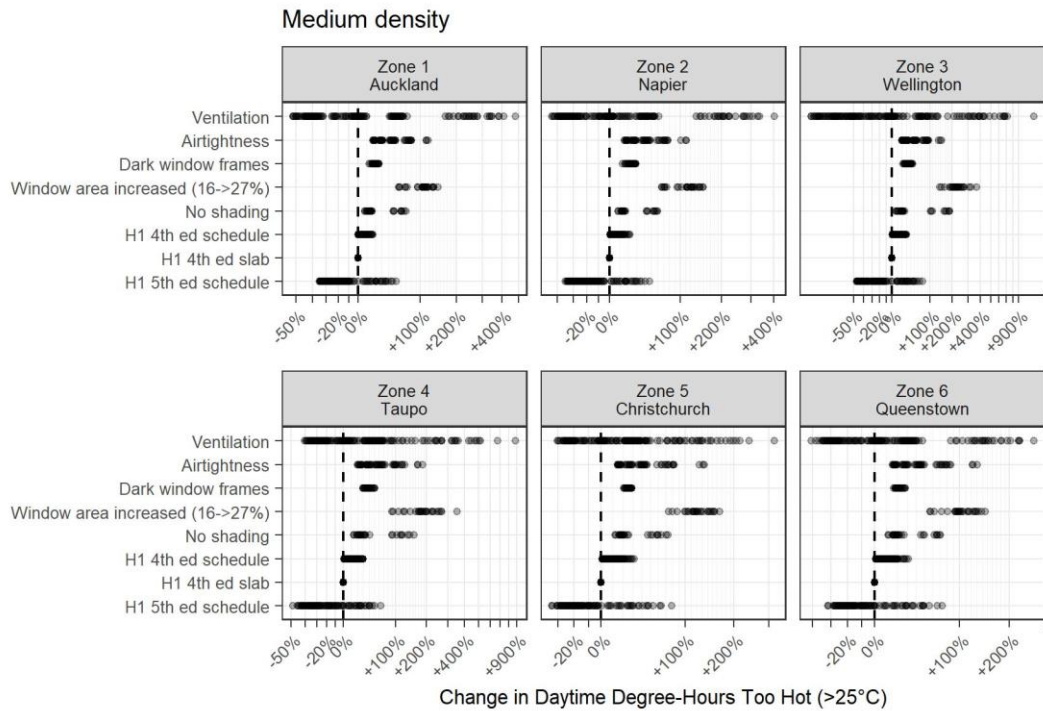 Medium density
Zone 1
Auckland
Zone 2
Napier
Zone 3
Wellington
Ventilation
Airtightness
Dark window frames
Window area increased (16->27%)
No shading
H1 4th ed schedule
H1 4th ed slab
H1 5th ed schedule
-50% -20% 0% +100% +200% +400%
-20% 0% +100% +200% +400%
-50% -20% 0% +100% +200% +400% +900%
Zone 4
Taupo
Zone 5
Christchurch
Zone 6
Queenstown
Ventilation
Airtightness
Dark window frames
Window area increased (16->27%)
No shading
H1 4th ed schedule
H1 4th ed slab
H1 5th ed schedule
-50% -20% 0% +100% +200% +400% +900%
-20% 0% +100% +200%
-20% 0% +100% +200%
Change in Daytime Degree-Hours Too Hot (>25°C)